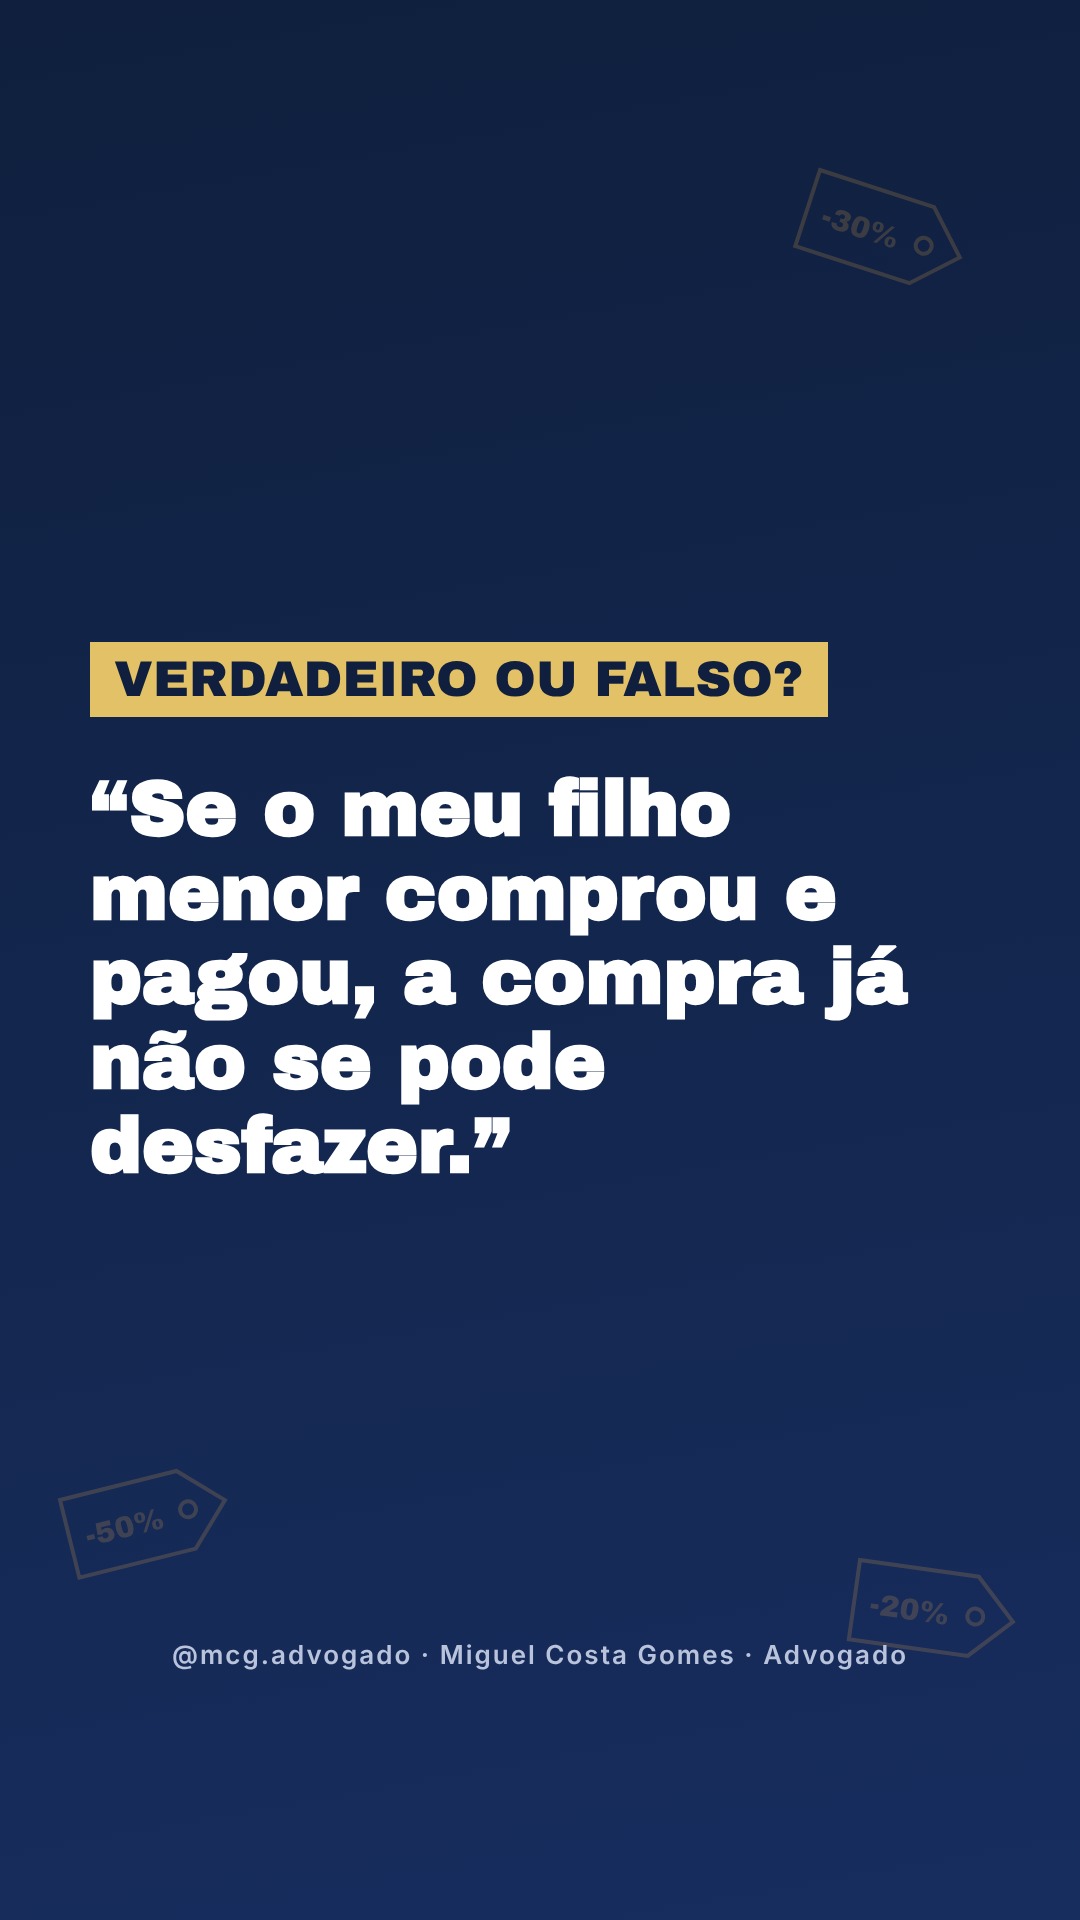 -30%
VERDADEIRO OU FALSO?
“Se o meu filho
menor comprou e
pagou, a compra já
não se pode
desfazer.”
-50%
-20%
@mcg.advogado · Miguel Costa Gomes · Advogado